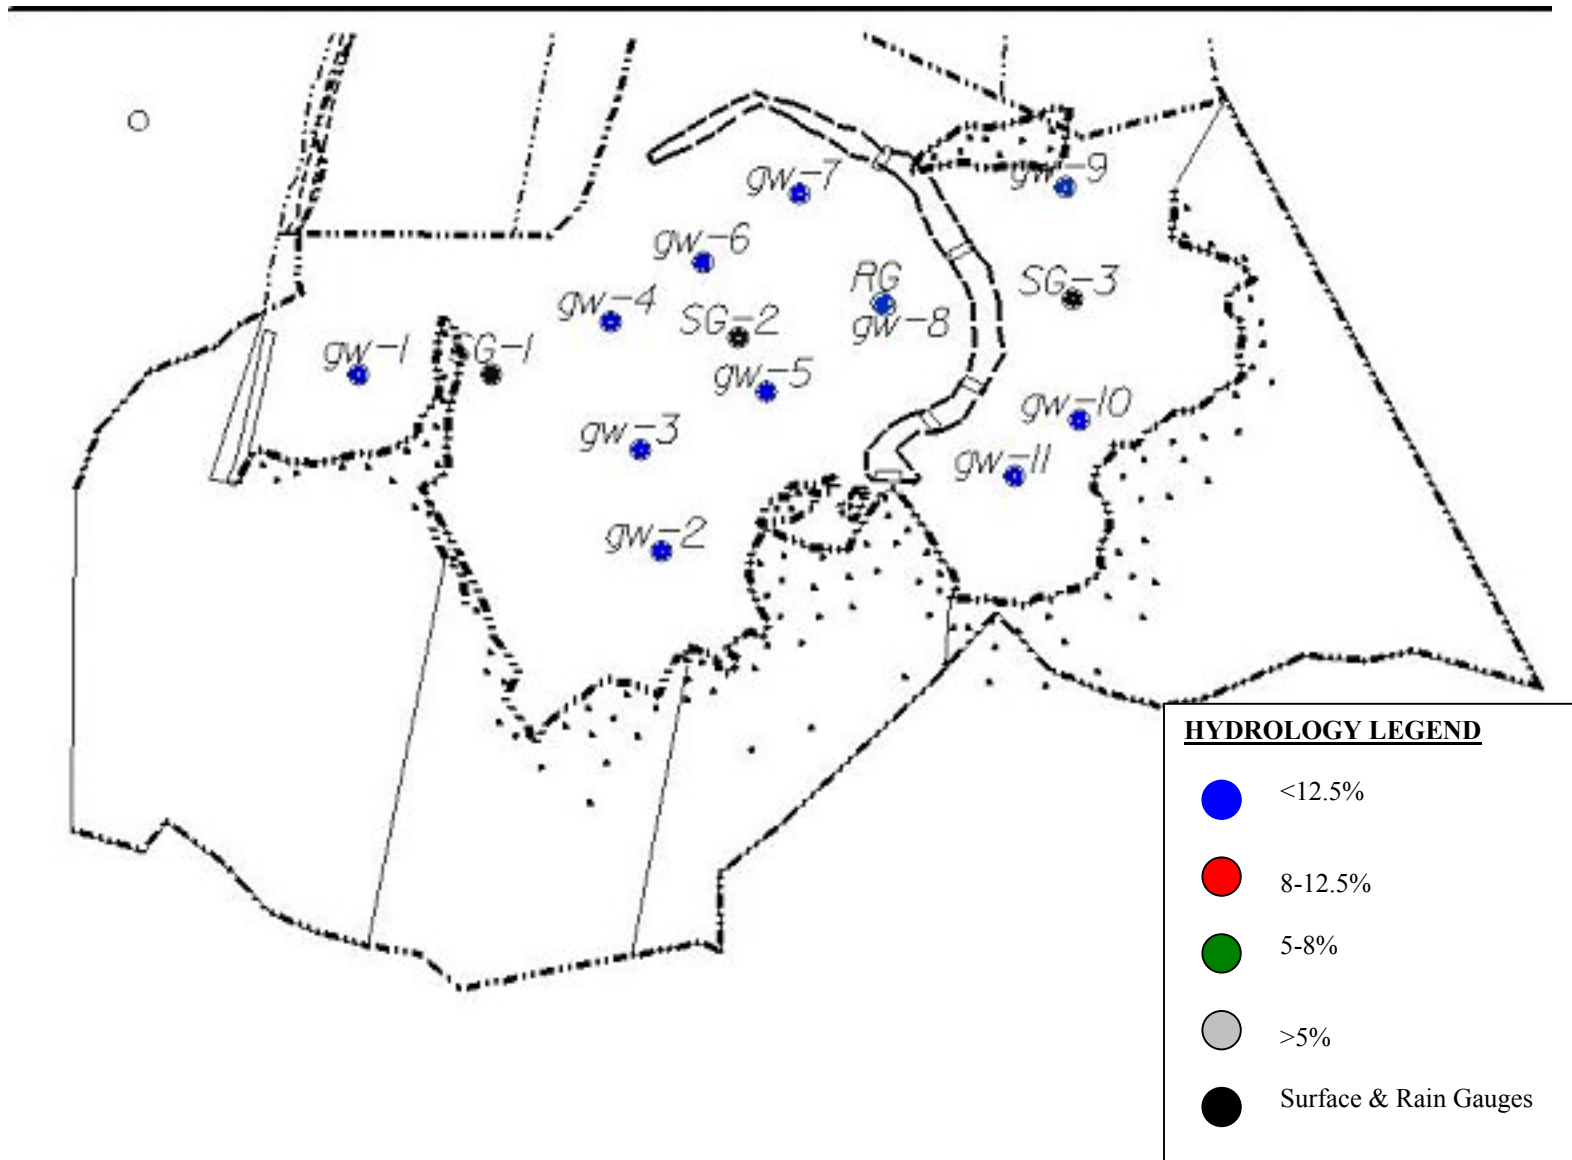 gw-7
gw-9
gw-6
RG
SG-3
gw-4
SG-2
gw-8
gw-1
SG-1
gw-5
gw-10
gw-3
gw-11
gw-2
HYDROLOGY LEGEND
<12.5%
8-12.5%
5-8%
>5%
Surface & Rain Gauges